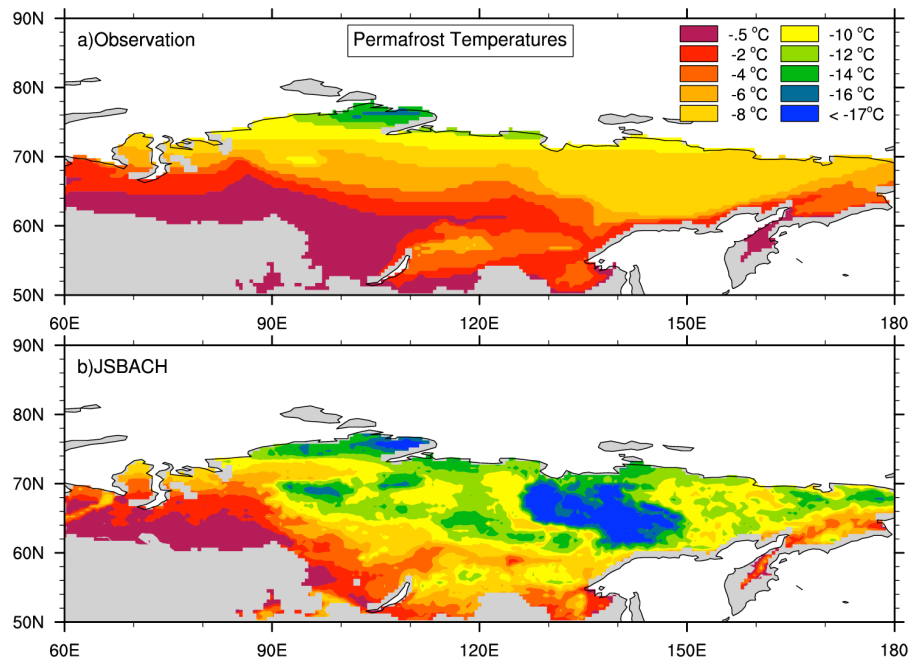 90N
a)Observation
Permafrost Temperatures
-.5 °C
-10 °C
-2 °C
-12 °C
80N
-4 °C
-14 °C
-6 °C
-16 °C
-8 °C
< -17°C
70N
60N
50N
60E
90E
120E
150E
180
90N
b)JSBACH
80N
70N
60N
50N
60E
90E
120E
150E
180